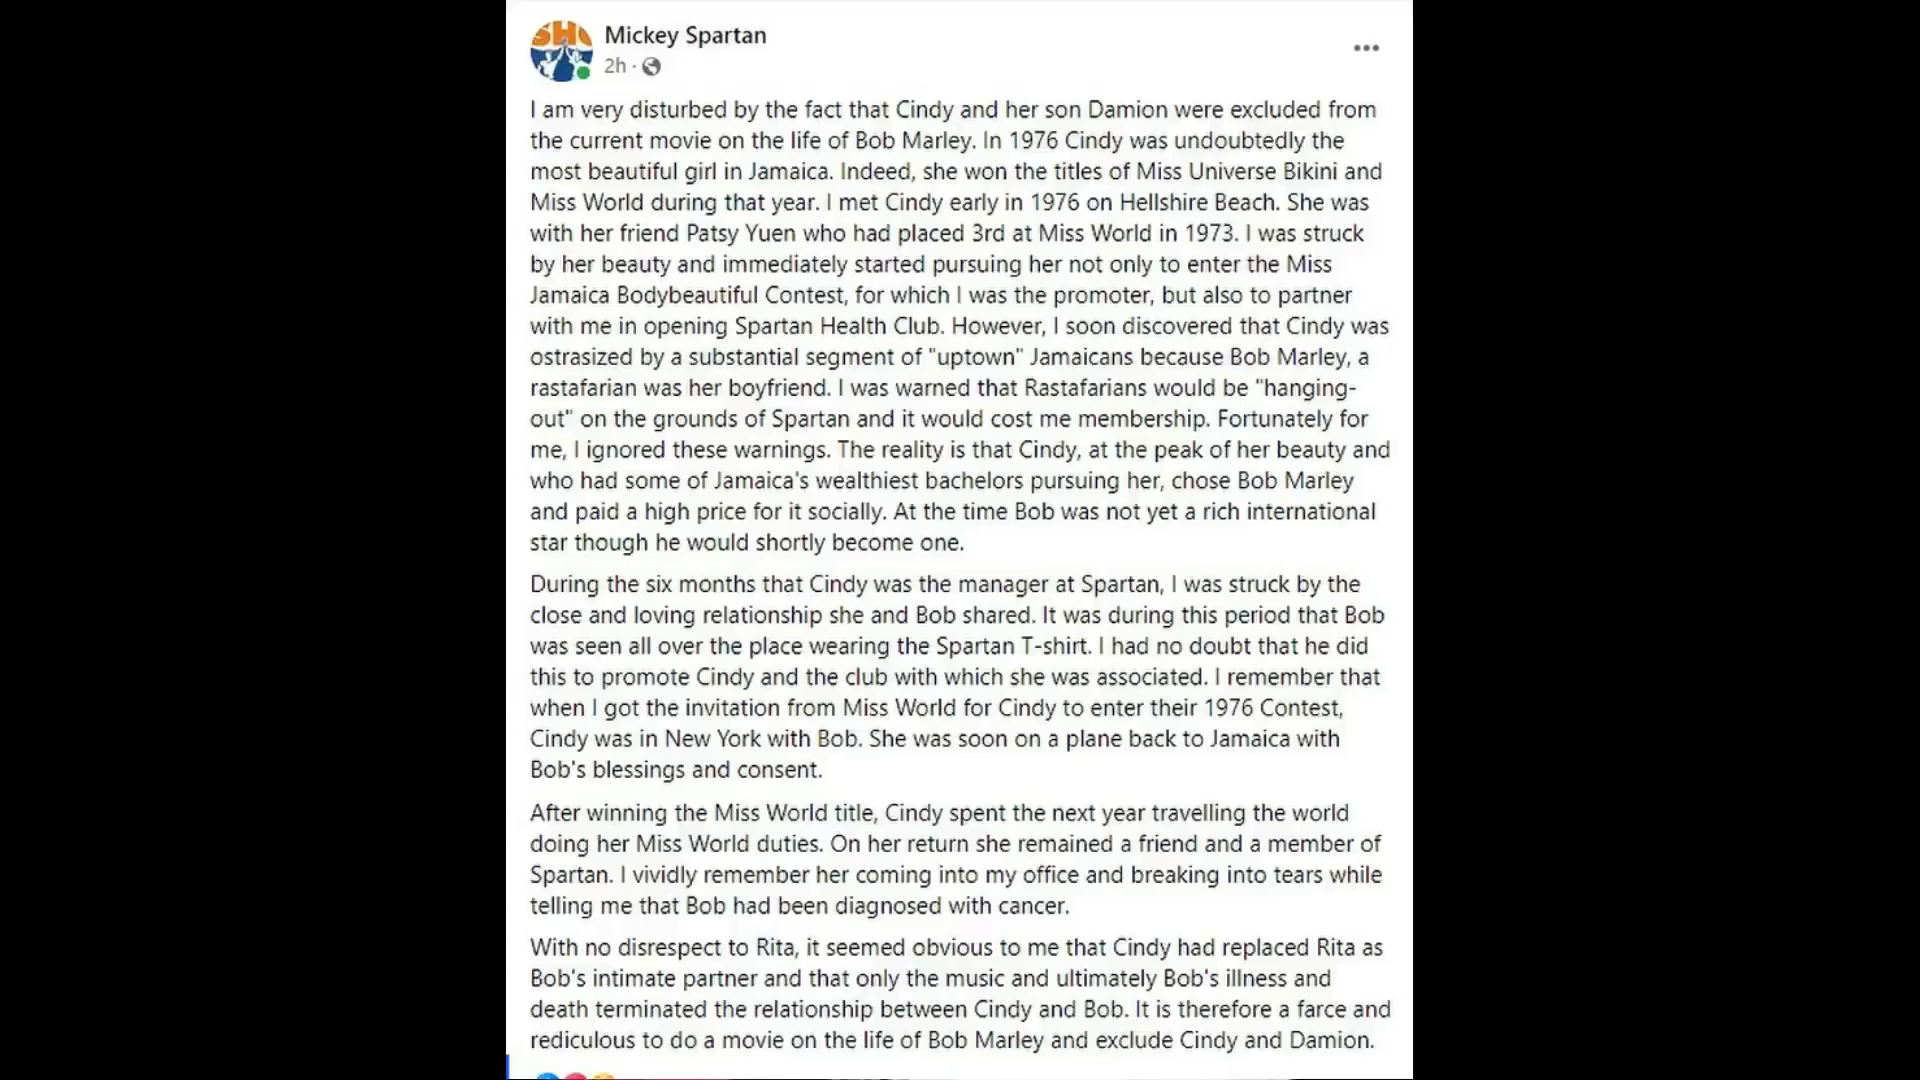 SHC
Mickey Spartan
2h ·
I am very disturbed by the fact that Cindy and her son Damion were excluded from
the current movie on the life of Bob Marley. In 1976 Cindy was undoubtedly the
most beautiful girl in Jamaica. Indeed, she won the titles of Miss Universe Bikini and
Miss World during that year. I met Cindy early in 1976 on Hellshire Beach. She was
with her friend Patsy Yuen who had placed 3rd at Miss World in 1973. I was struck
by her beauty and immediately started pursuing her not only to enter the Miss
Jamaica Bodybeautiful Contest, for which I was the promoter, but also to partner
with me in opening Spartan Health Club. However, I soon discovered that Cindy was
ostrasized by a substantial segment of "uptown" Jamaicans because Bob Marley, a
rastafarian was her boyfriend. I was warned that Rastafarians would be "hanging-
out" on the grounds of Spartan and it would cost me membership. Fortunately for
me, I ignored these warnings. The reality is that Cindy, at the peak of her beauty and
who had some of Jamaica's wealthiest bachelors pursuing her, chose Bob Marley
and paid a high price for it socially. At the time Bob was not yet a rich international
star though he would shortly become one.
During the six months that Cindy was the manager at Spartan, I was struck by the
close and loving relationship she and Bob shared. It was during this period that Bob
was seen all over the place wearing the Spartan T-shirt. I had no doubt that he did
this to promote Cindy and the club with which she was associated. I remember that
when I got the invitation from Miss World for Cindy to enter their 1976 Contest,
Cindy was in New York with Bob. She was soon on a plane back to Jamaica with
Bob's blessings and consent.
After winning the Miss World title, Cindy spent the next year travelling the world
doing her Miss World duties. On her return she remained a friend and a member of
Spartan. I vividly remember her coming into my office and breaking into tears while
telling me that Bob had been diagnosed with cancer.
With no disrespect to Rita, it seemed obvious to me that Cindy had replaced Rita as
Bob's intimate partner and that only the music and ultimately Bob's illness and
death terminated the relationship between Cindy and Bob. It is therefore a farce and
rediculous to do a movie on the life of Bob Marley and exclude Cindy and Damion.